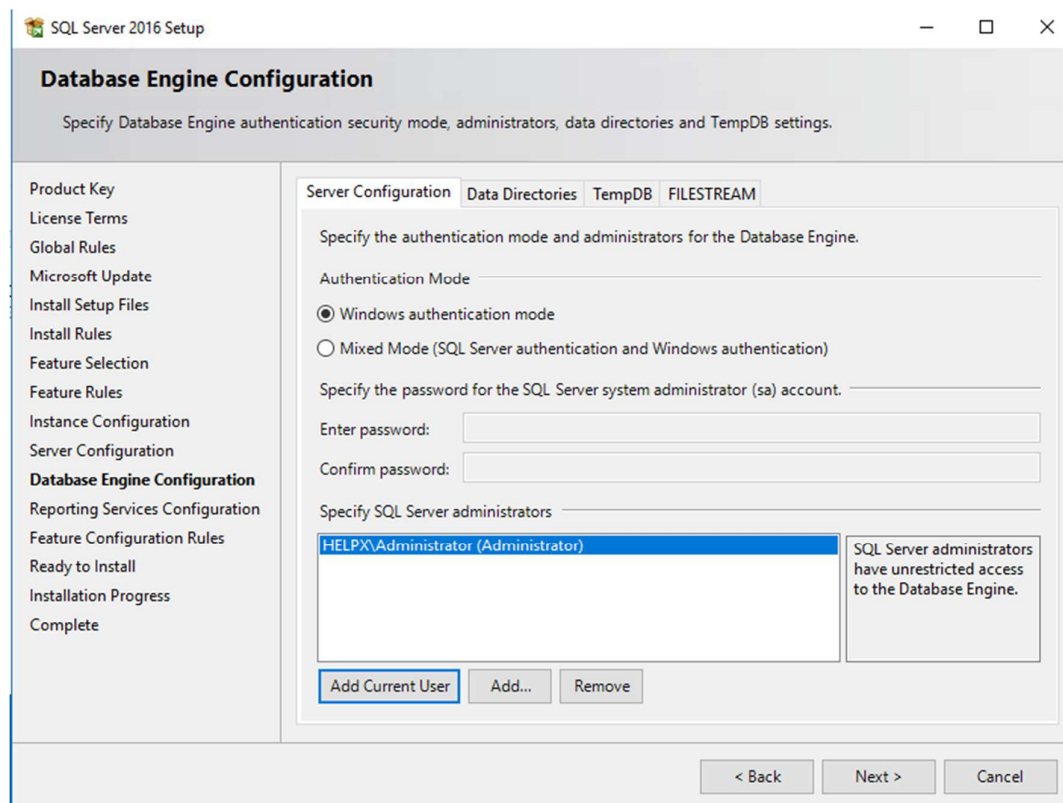 SQL Server 2016 Setup
Database Engine Configuration
Specify Database Engine authentication security mode, administrators, data directories and TempDB settings.
Product Key
License Terms
Global Rules
Microsoft Update
Install Setup Files
Install Rules
Feature Selection
Feature Rules
Instance Configuration
Server Configuration
Database Engine Configuration
Reporting Services Configuration
Feature Configuration Rules
Ready to Install
Installation Progress
Complete
Server Configuration Data Directories TempDB FILESTREAM
Specify the authentication mode and administrators for the Database Engine.
Authentication Mode
Windows authentication mode
Mixed Mode (SQL Server authentication and Windows authentication)
Specify the password for the SQL Server system administrator (sa) account.
Enter password:
Confirm password:
Specify SQL Server administrators
HELPX\Administrator (Administrator)
SQL Server administrators
have unrestricted access
to the Database Engine.
Add Current User Add... Remove
< Back Next > Cancel